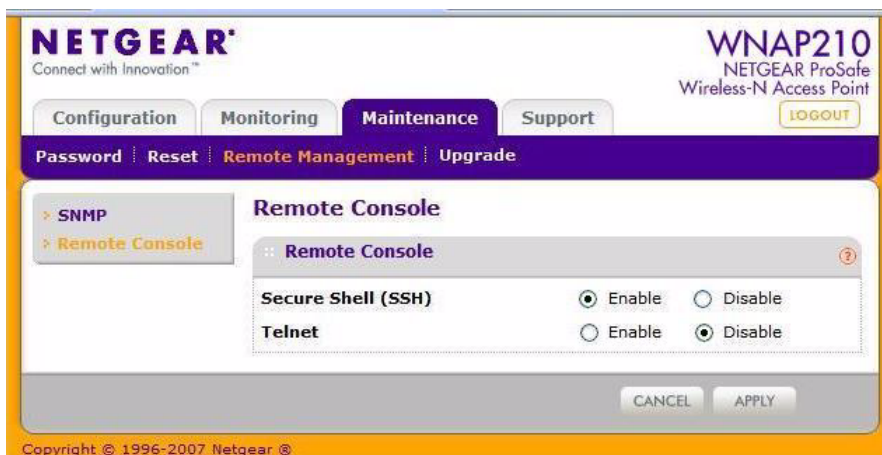 NETGEAR®
Connect with Innovation™
WNAP210
NETGEAR ProSafe
Wireless-N Access Point
LOGOUT
Configuration Monitoring Maintenance Support
Password Reset Remote Management Upgrade
SNMP
Remote Console
Remote Console
Remote Console ?
Secure Shell (SSH) Enable Disable
Telnet Enable Disable
CANCEL APPLY
Copyright © 1996-2007 Netgear ®